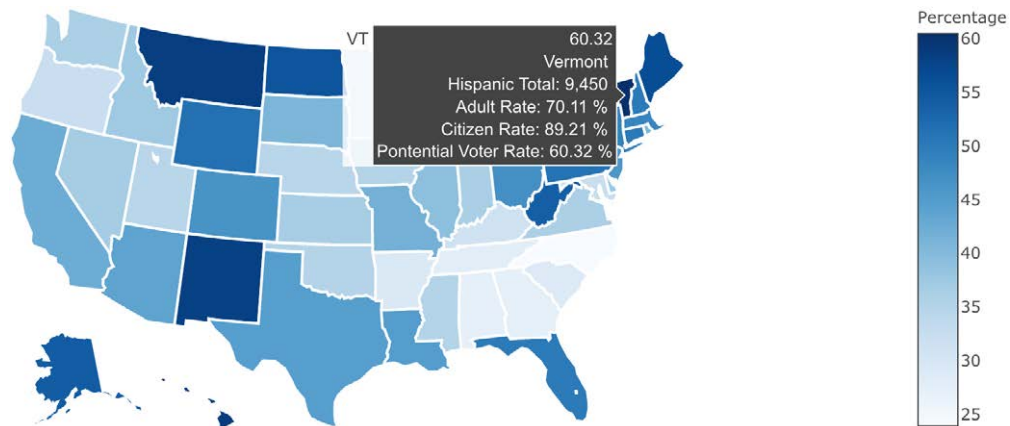 Percentage
VT
60.32
Vermont
Hispanic Total: 9,450
Adult Rate: 70.11 %
Citizen Rate: 89.21 %
Pontential Voter Rate: 60.32 %
60
55
50
45
40
35
30
25